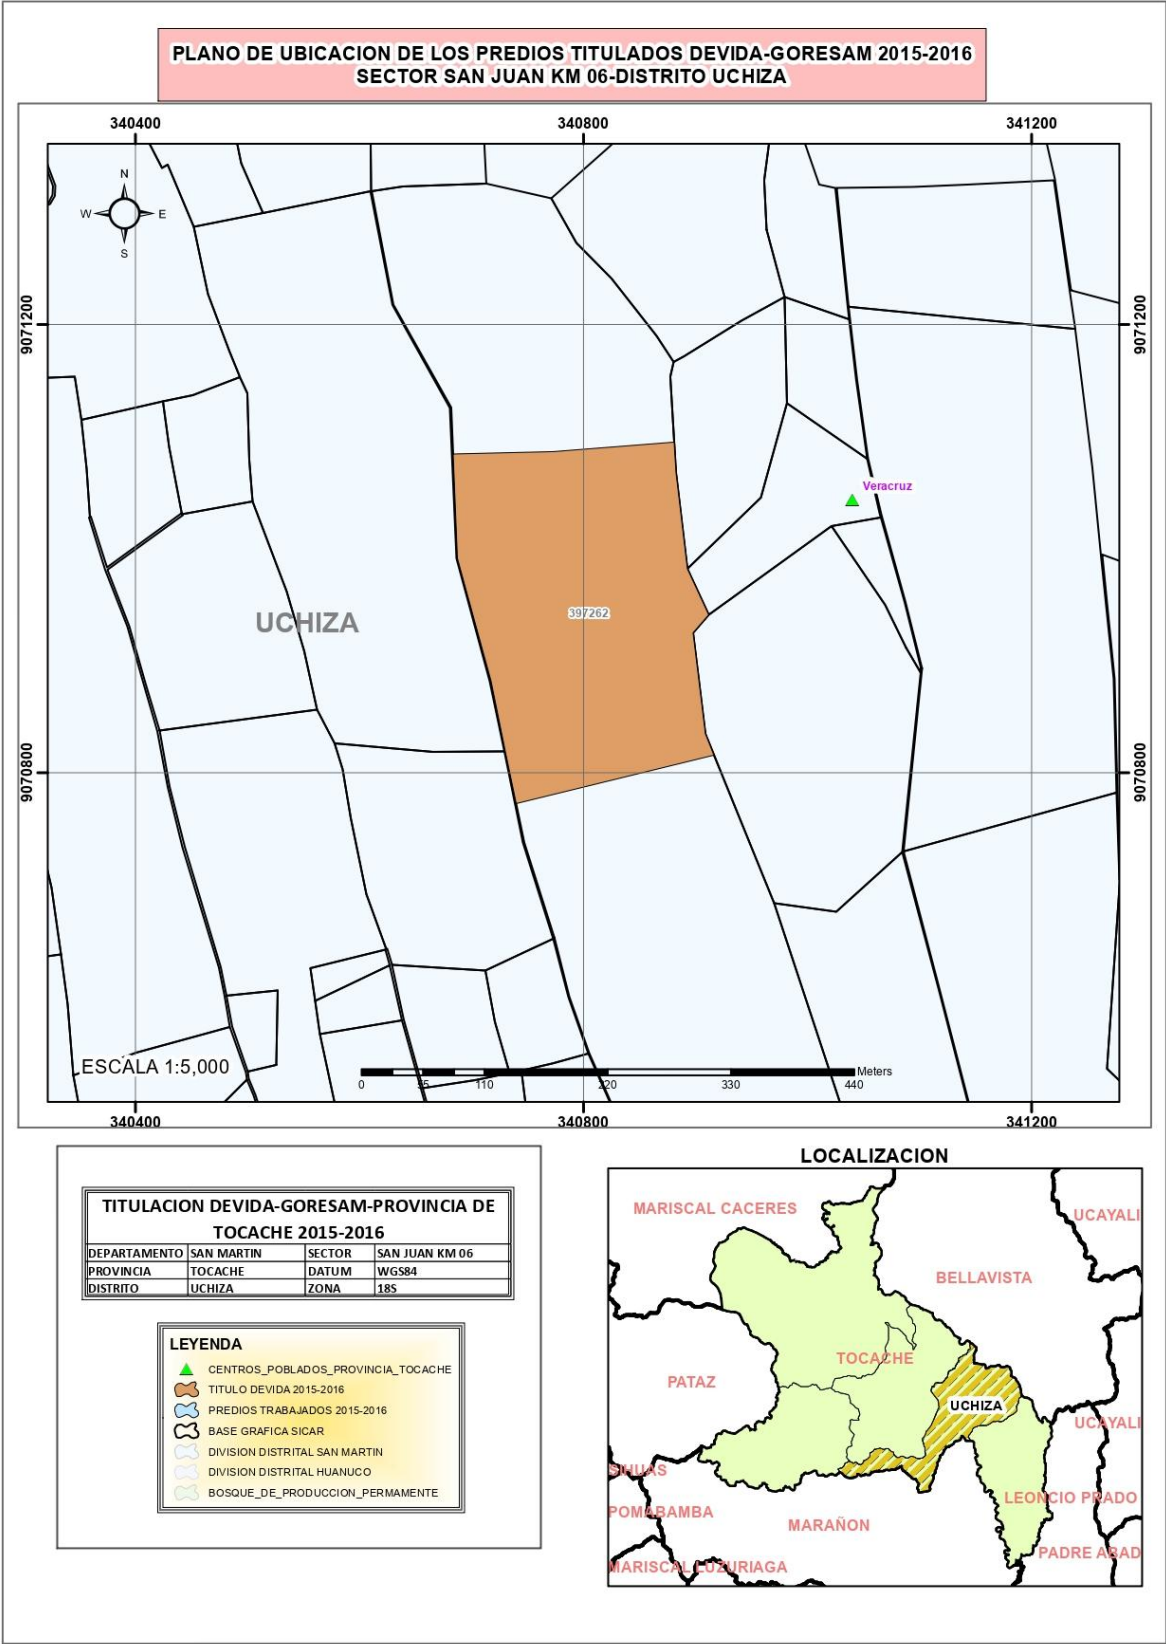 PLANO DE UBICACION DE LOS PREDIOS TITULADOS DEVIDA-GORESAM 2015-2016
SECTOR SAN JUAN KM 06-DISTRITO UCHIZA
340400 340800 341200
N
W E
S
9071200 9071200
Veracruz
397262
UCHIZA
9070800 9070800
ESCALA 1:5,000
Meters
0 55 110 220 330 440
340400 340800 341200
TITULACION DEVIDA-GORESAM-PROVINCIA DE
TOCACHE 2015-2016
DEPARTAMENTO SAN MARTIN SECTOR SAN JUAN KM 06
PROVINCIA TOCACHE DATUM WGS84
DISTRITO UCHIZA ZONA 18S
LEYENDA
CENTROS_POBLADOS_PROVINCIA_TOCACHE
TITULO DEVIDA 2015-2016
PREDIOS TRABAJADOS 2015-2016
BASE GRAFICA SICAR
DIVISION DISTRITAL SAN MARTIN
DIVISION DISTRITAL HUANUCO
BOSQUE_DE_PRODUCCION_PERMAMENTE
LOCALIZACION
MARISCAL CACERES
UCAYALI
BELLAVISTA
TOCACHE
PATAZ
UCHIZA
UCAYALI
SIHUAS
LEONCIO PRADO
POMABAMBA
MARAÑON
PADRE ABAD
MARISCAL LUZURIAGA